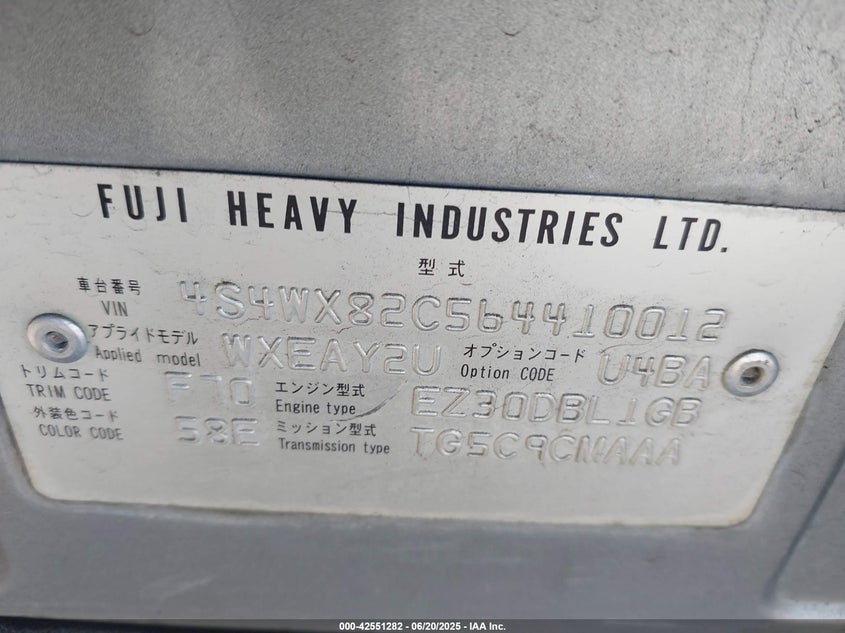 FUJI HEAVY INDUSTRIES LTD.
型式
車台番号 VIN 4S4WX82C564410012
アプライドモデル Applied model WXEAY2U オプションコード Option CODE U4BA
トリムコード TRIM CODE F70 エンジン型式 Engine type EZ30DBL1GB
外装色コード COLOR CODE 58E ミッション型式 Transmission type TG5C9CNAAA
000-42551282 - 06/20/2025 - IAA Inc.